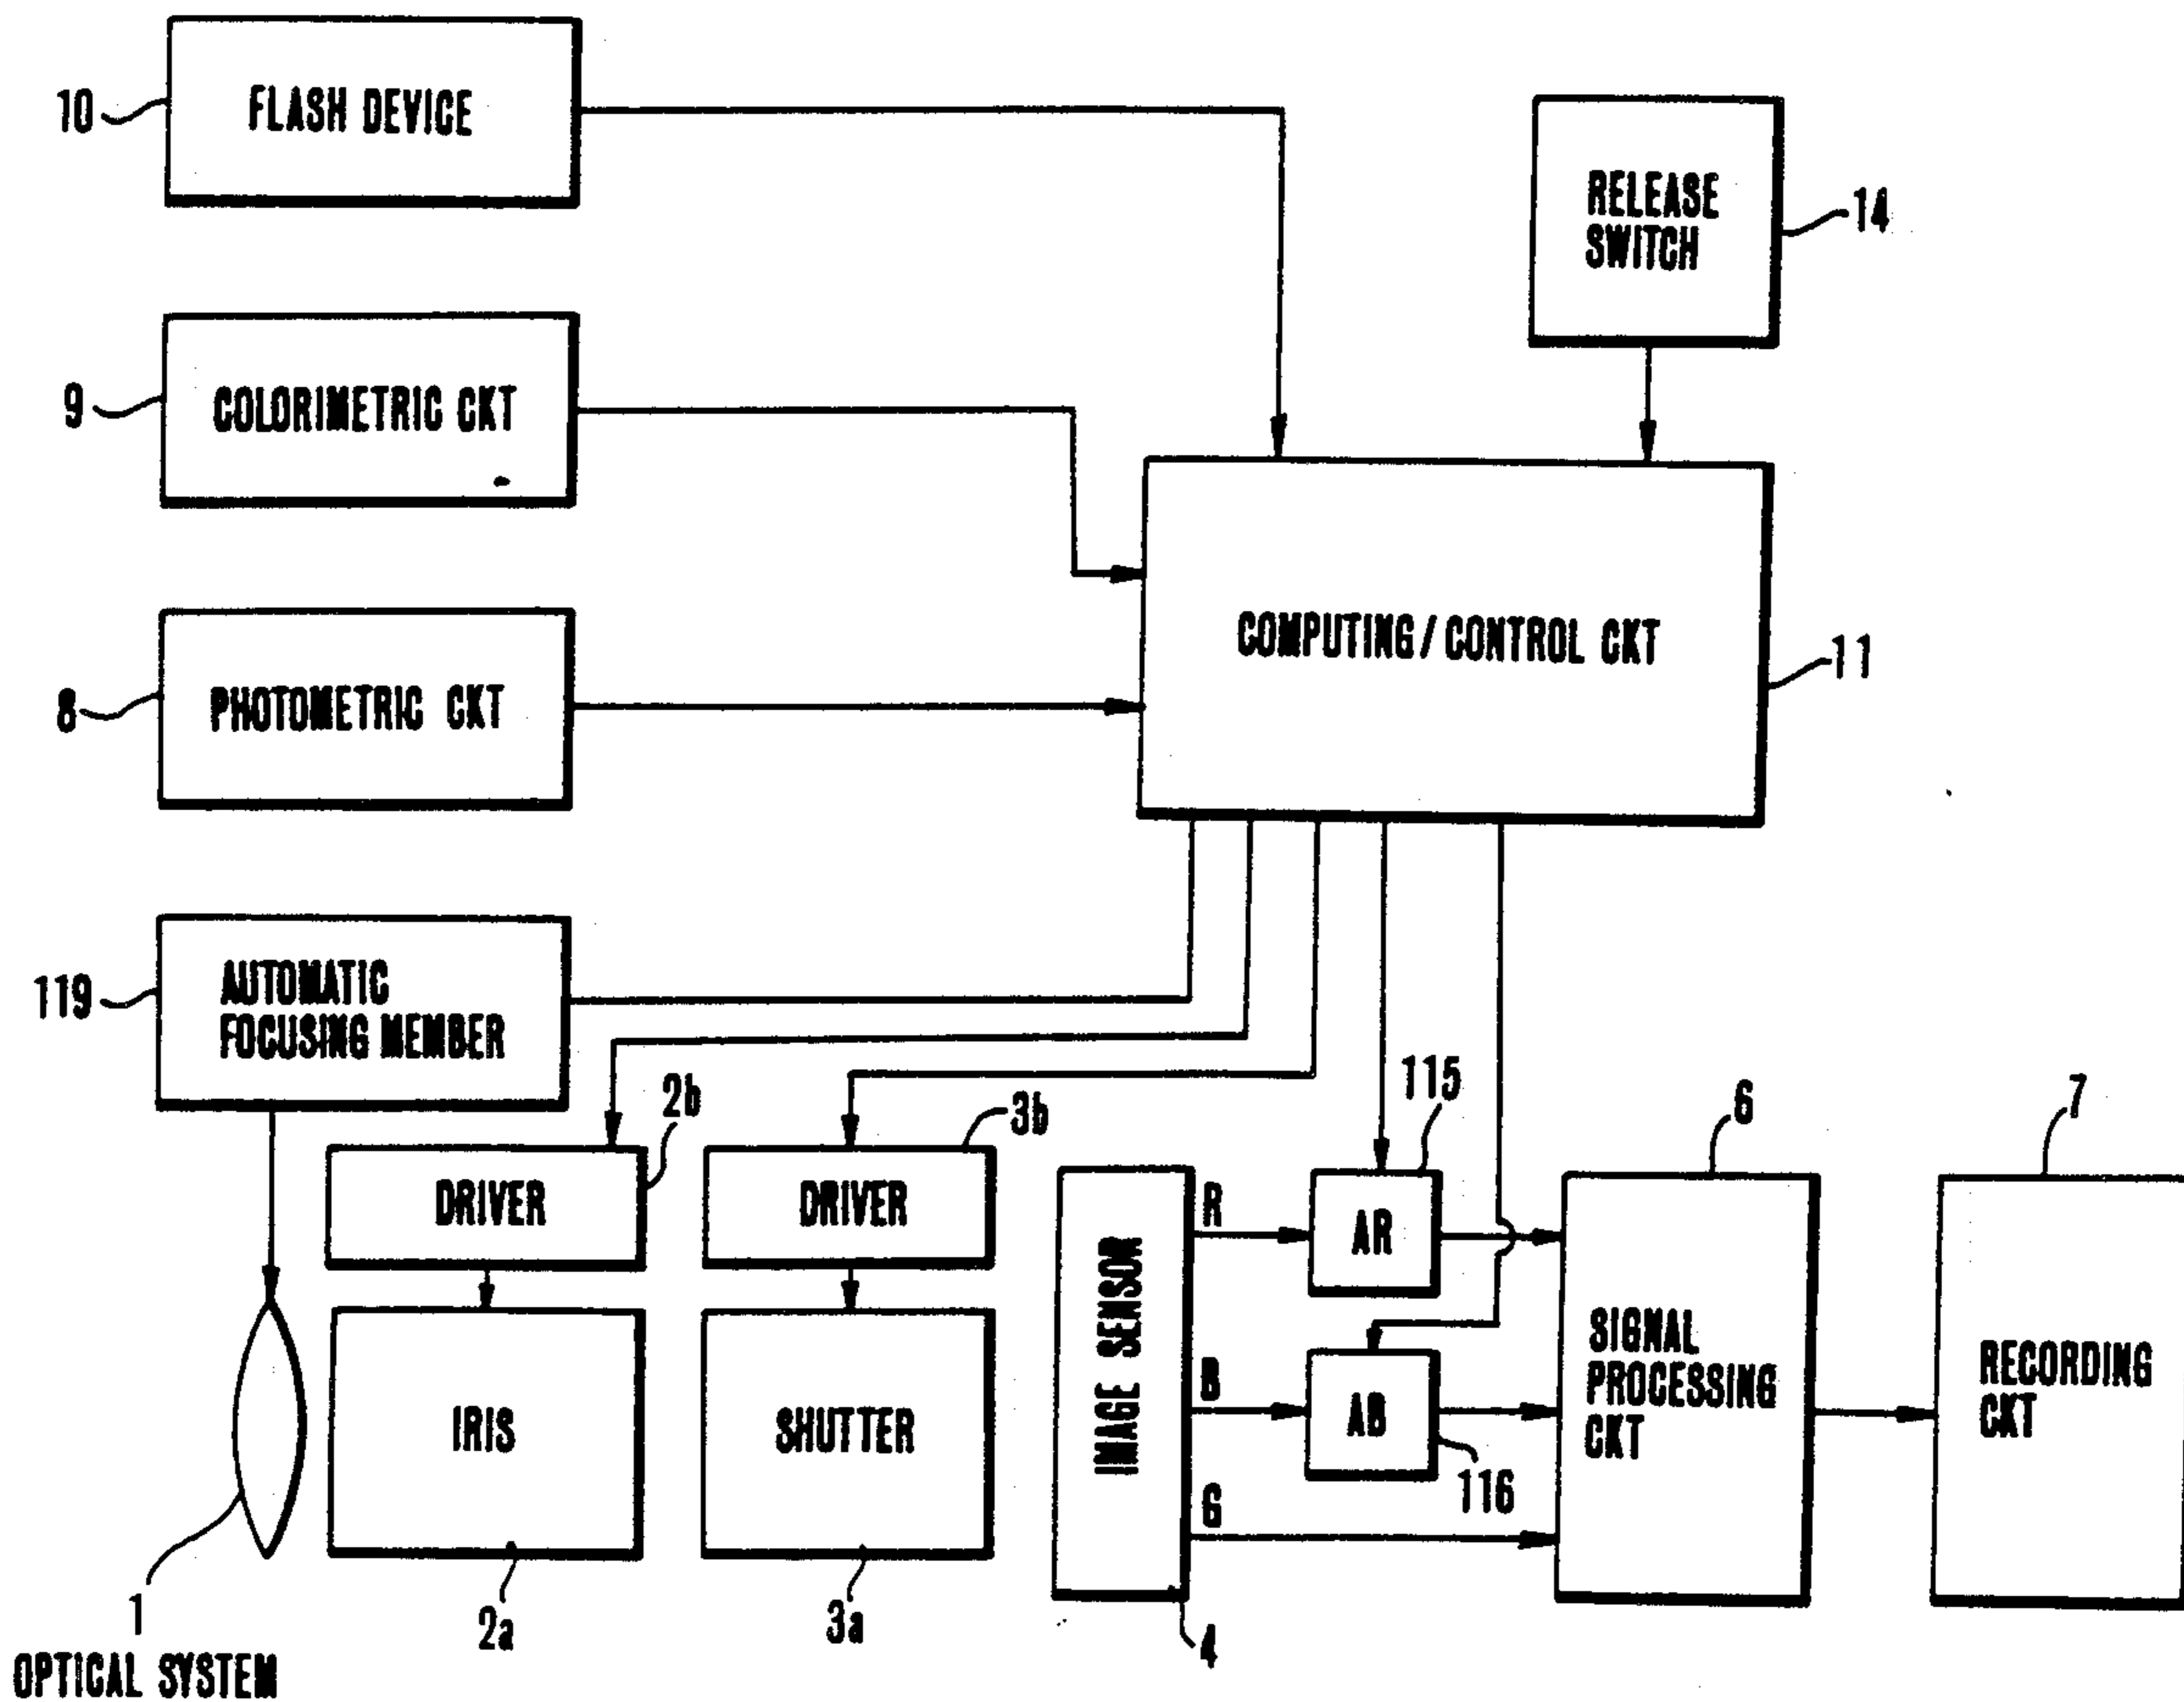 10
FLASH DEVICE
RELEASE
SWITCH
14
9
COLORIMETRIC CKT
COMPUTING / CONTROL CKT
11
8
PHOTOMETRIC CKT
119
AUTOMATIC
FOCUSING MEMBER
2b
3b
115
6
7
DRIVER
DRIVER
R
AR
IMAGE SENSOR
B
AB
116
G
IRIS
SHUTTER
SIGNAL
PROCESSING
CKT
RECORDING
CKT
1
2a
3a
4
OPTICAL SYSTEM